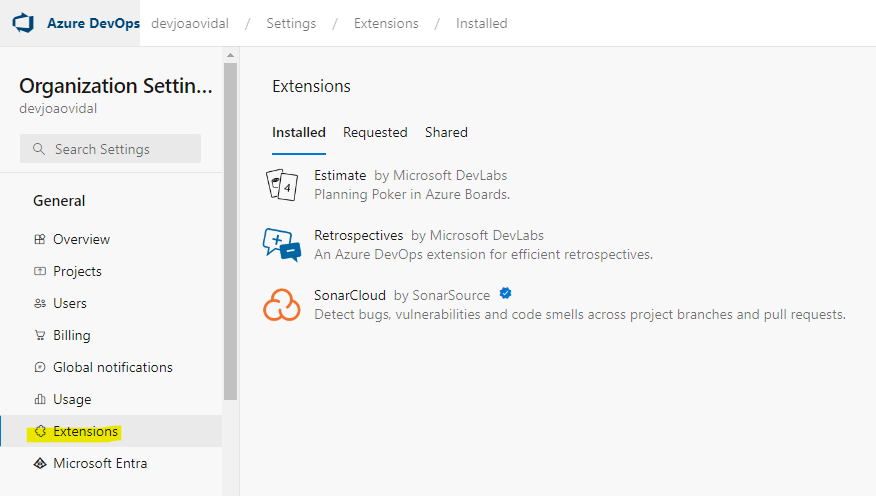 Azure DevOps devjoaovidal / Settings / Extensions / Installed
Organization Settin...
devjoaovidal
Search Settings
General
Overview
Projects
Users
Billing
Global notifications
Usage
Extensions
Microsoft Entra
Extensions
Installed Requested Shared
4
Estimate by Microsoft DevLabs
Planning Poker in Azure Boards.
Retrospectives by Microsoft DevLabs
An Azure DevOps extension for efficient retrospectives.
SonarCloud by SonarSource
Detect bugs, vulnerabilities and code smells across project branches and pull requests.